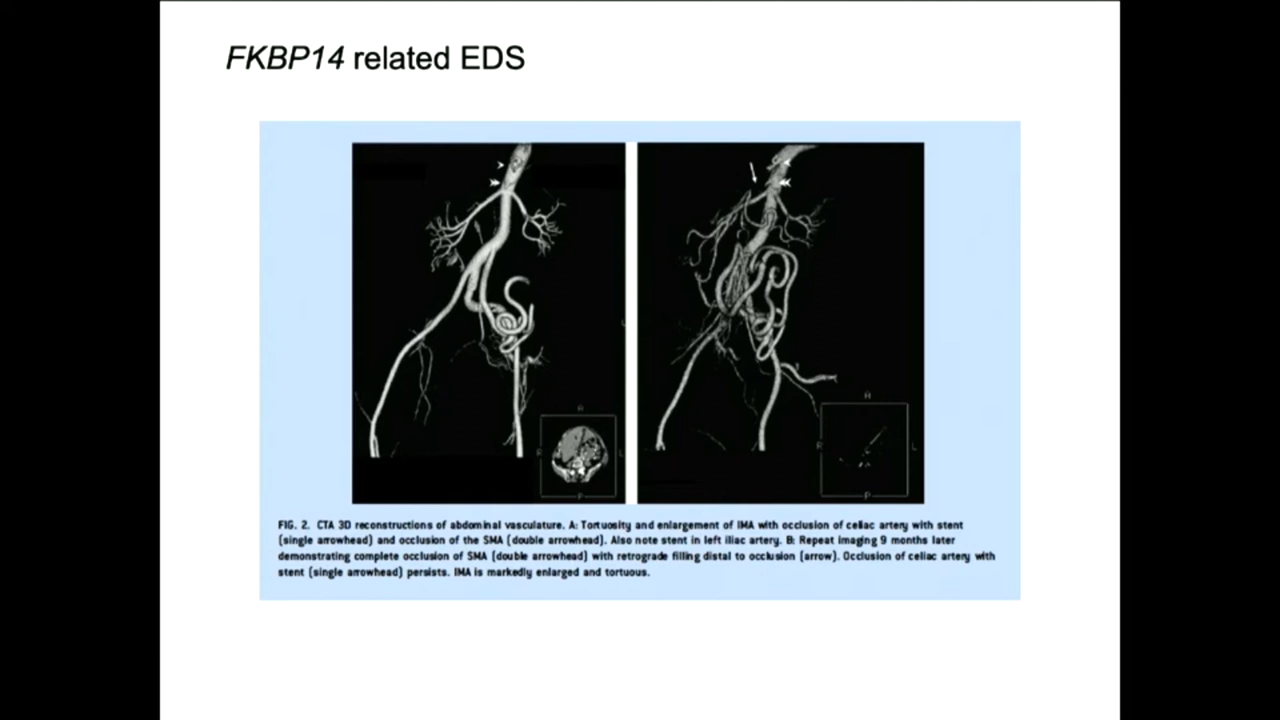 FKBP14 related EDS
A
R
L
P
A
R
L
P
FIG. 2. CTA 3D reconstructions of abdominal vasculature. A: Tortuosity and enlargement of IMA with occlusion of celiac artery with stent
(single arrowhead) and occlusion of the SMA (double arrowhead). Also note stent in left iliac artery. B: Repeat imaging 9 months later
demonstrating complete occlusion of SMA (double arrowhead) with retrograde filling distal to occlusion (arrow). Occlusion of celiac artery with
stent (single arrowhead) persists. IMA is markedly enlarged and tortuous.